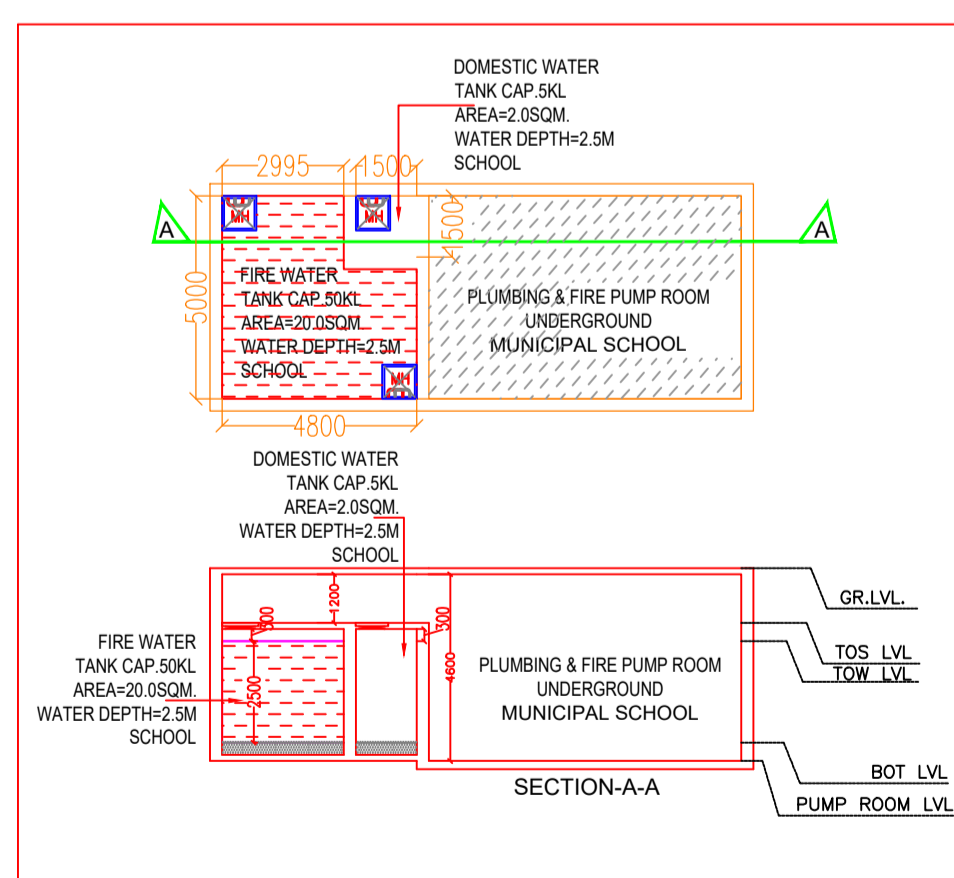 DOMESTIC WATER
TANK CAP.5KL
AREA=2.0SQM.
WATER DEPTH=2.5M
SCHOOL
2995
1500
MH
MH
A
A
1500
5000
FIRE WATER
TANK CAP.50KL
AREA=20.0SQM
WATER DEPTH=2.5M
SCHOOL
PLUMBING & FIRE PUMP ROOM
UNDERGROUND
MUNICIPAL SCHOOL
MH
4800
DOMESTIC WATER
TANK CAP.5KL
AREA=2.0SQM.
WATER DEPTH=2.5M
SCHOOL
GR.LVL.
1200
300
300
FIRE WATER
TANK CAP.50KL
AREA=20.0SQM.
WATER DEPTH=2.5M
SCHOOL
2500
4600
PLUMBING & FIRE PUMP ROOM
UNDERGROUND
MUNICIPAL SCHOOL
TOS LVL
TOW LVL
BOT LVL
PUMP ROOM LVL
SECTION-A-A